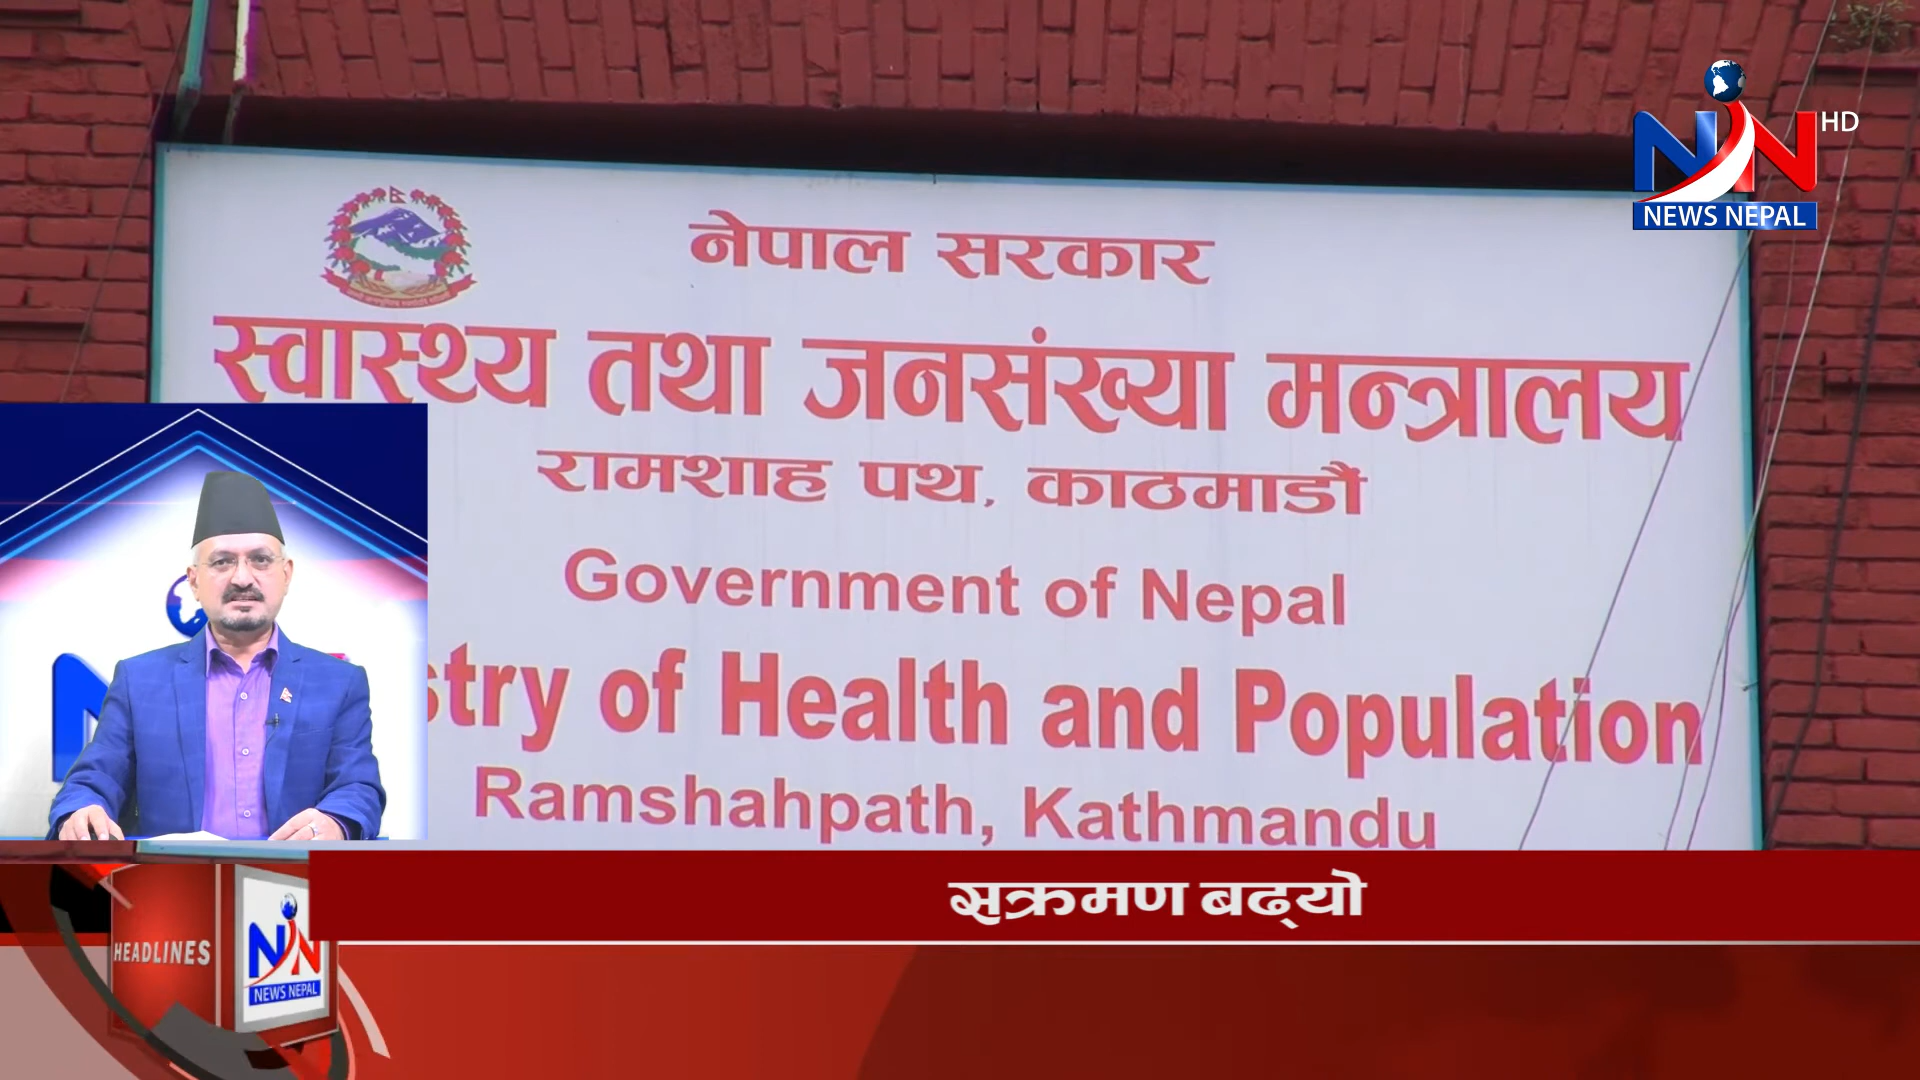 HD
NEWS NEPAL
नेपाल सरकार
स्वास्थ्य तथा जनसंख्या मन्त्रालय
रामशाह पथ, काठमाडौं
Government of Nepal
stry of Health and Population
Ramshahpath, Kathmandu
सृक्रमण बढ्यो
HEADLINES
NEWS NEPAL